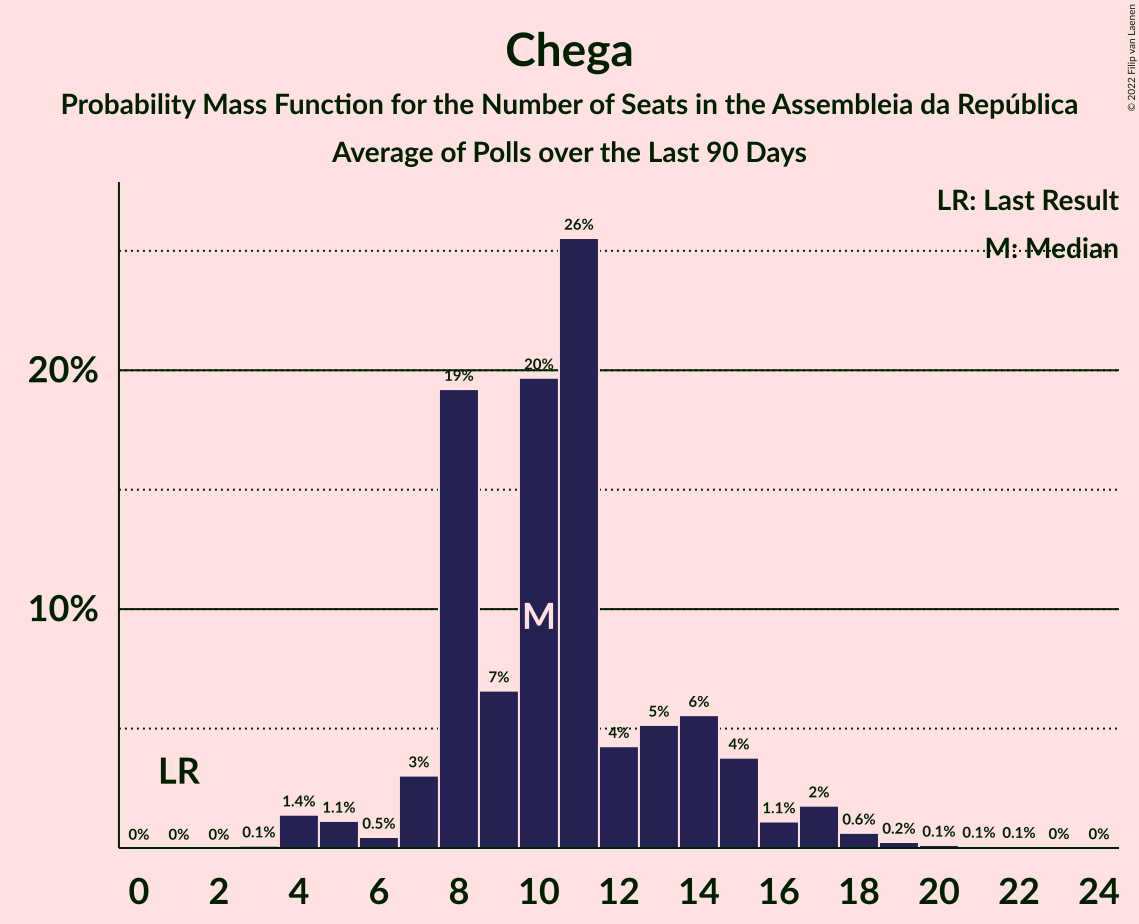 © 2022 Filip van Laenen
Chega
Probability Mass Function for the Number of Seats in the Assembleia da República
Average of Polls over the Last 90 Days
LR: Last Result
M: Median
26%
20%
20%
19%
10%
M
7%
6%
5%
4%
4%
LR
3%
2%
1.4%
1.1%
1.1%
0.5%
0.6%
0% 0% 0% 0.1% 0.2% 0.1% 0.1% 0.1% 0% 0%
0 2 4 6 8 10 12 14 16 18 20 22 24